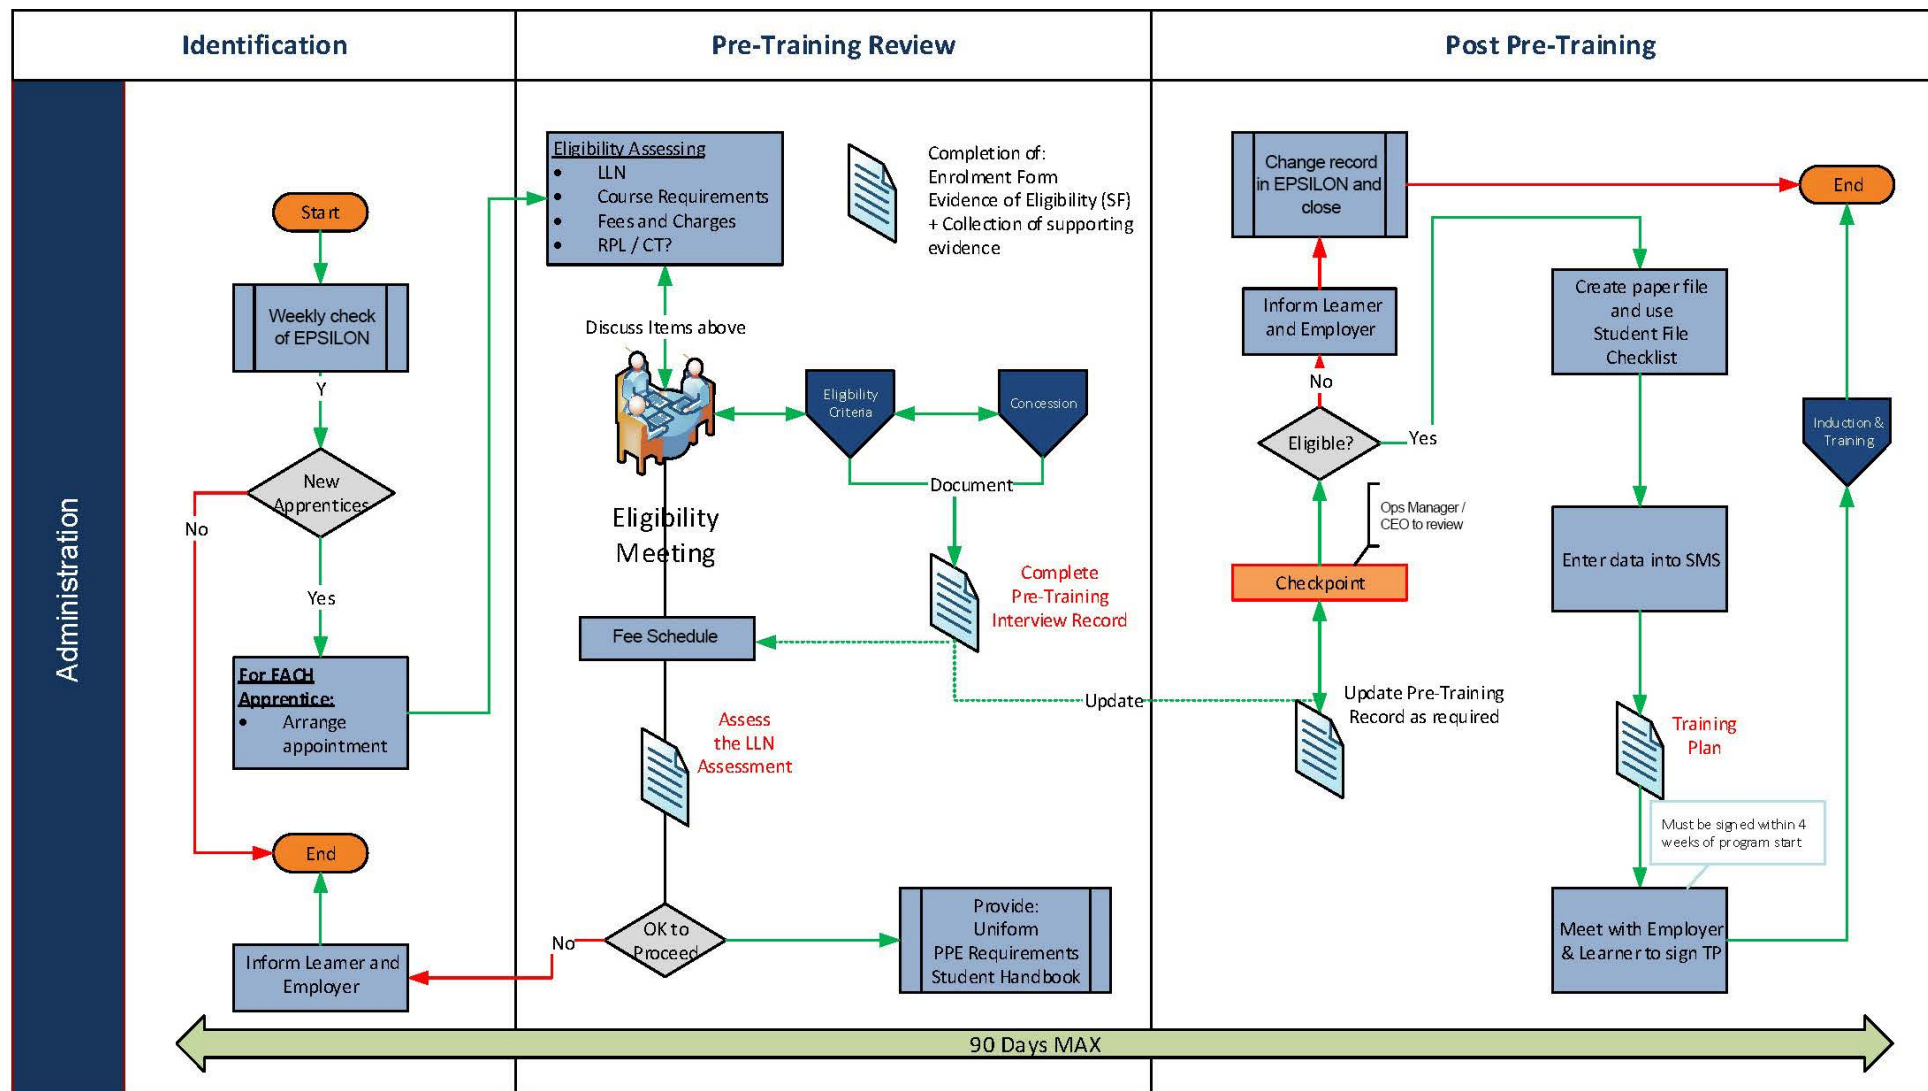 Identification
Pre-Training Review
Post Pre-Training
Administration
Start
Weekly check
of EPSILON
Y
New
Apprentices
No
Yes
For EACH
Apprentice:
• Arrange
appointment
End
Inform Learner and
Employer
Eligibility Assessing
• LLN
• Course Requirements
• Fees and Charges
• RPL / CT?
Completion of:
Enrolment Form
Evidence of Eligibility (SF)
+ Collection of supporting
evidence
Discuss Items above
Eligibility
Criteria
Concession
Document
Eligibility
Meeting
Complete
Pre-Training
Interview Record
Fee Schedule
Update
Assess
the LLN
Assessment
OK to
Proceed
No
Provide:
Uniform
PPE Requirements
Student Handbook
Change record
in EPSILON and
close
End
Inform Learner
and Employer
No
Eligible?
Yes
Ops Manager /
CEO to review
Checkpoint
Update Pre-Training
Record as required
Create paper file
and use
Student File
Checklist
Enter data into SMS
Training
Plan
Must be signed within 4
weeks of program start
Meet with Employer
& Learner to sign TP
Induction &
Training
90 Days MAX